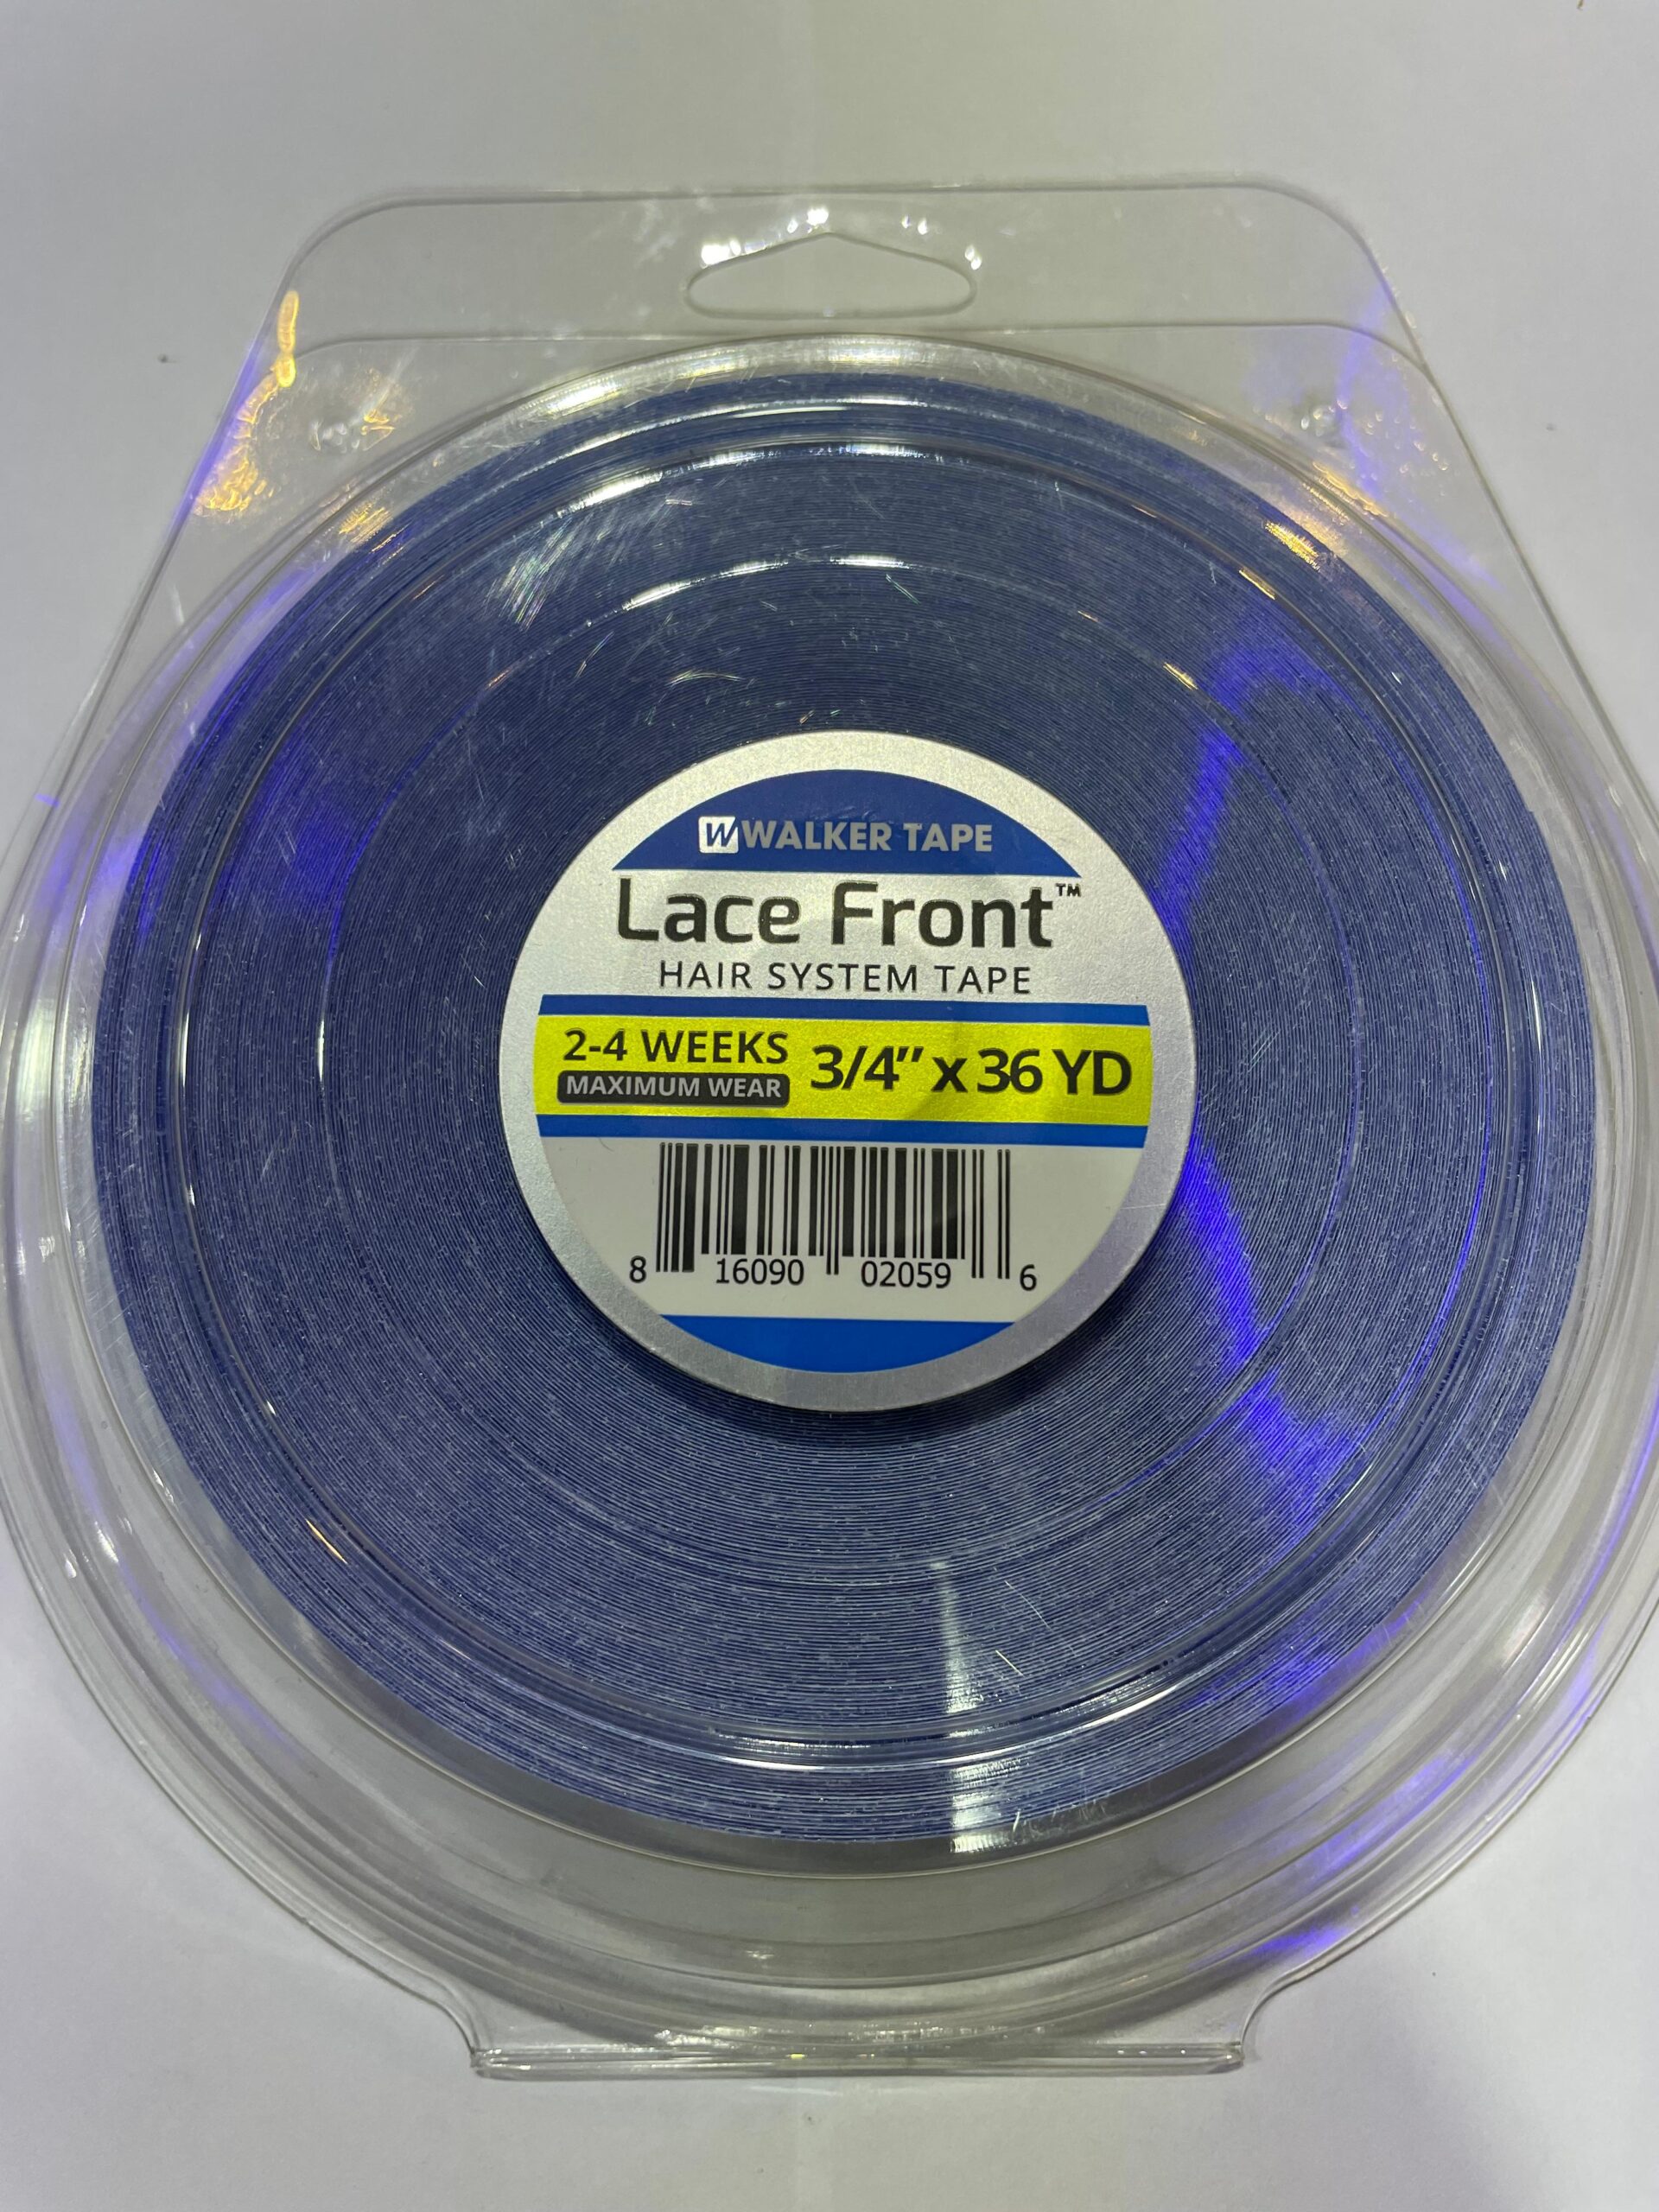 W WALKER TAPE
Lace Front™
HAIR SYSTEM TAPE
2-4 WEEKS
MAXIMUM WEAR
3/4" x 36 YD
8 16090 02059 6